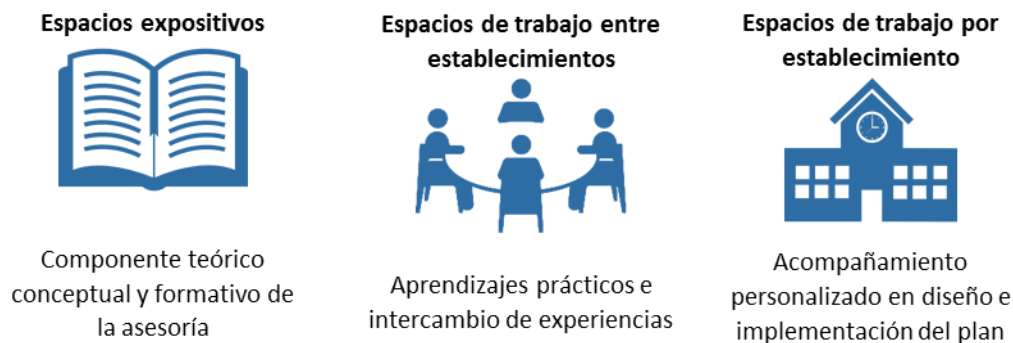 Espacios expositivos
Componente teórico
conceptual y formativo de
la asesoría
Espacios de trabajo entre
establecimientos
Aprendizajes prácticos e
intercambio de experiencias
Espacios de trabajo por
establecimiento
Acompañamiento
personalizado en diseño e
implementación del plan